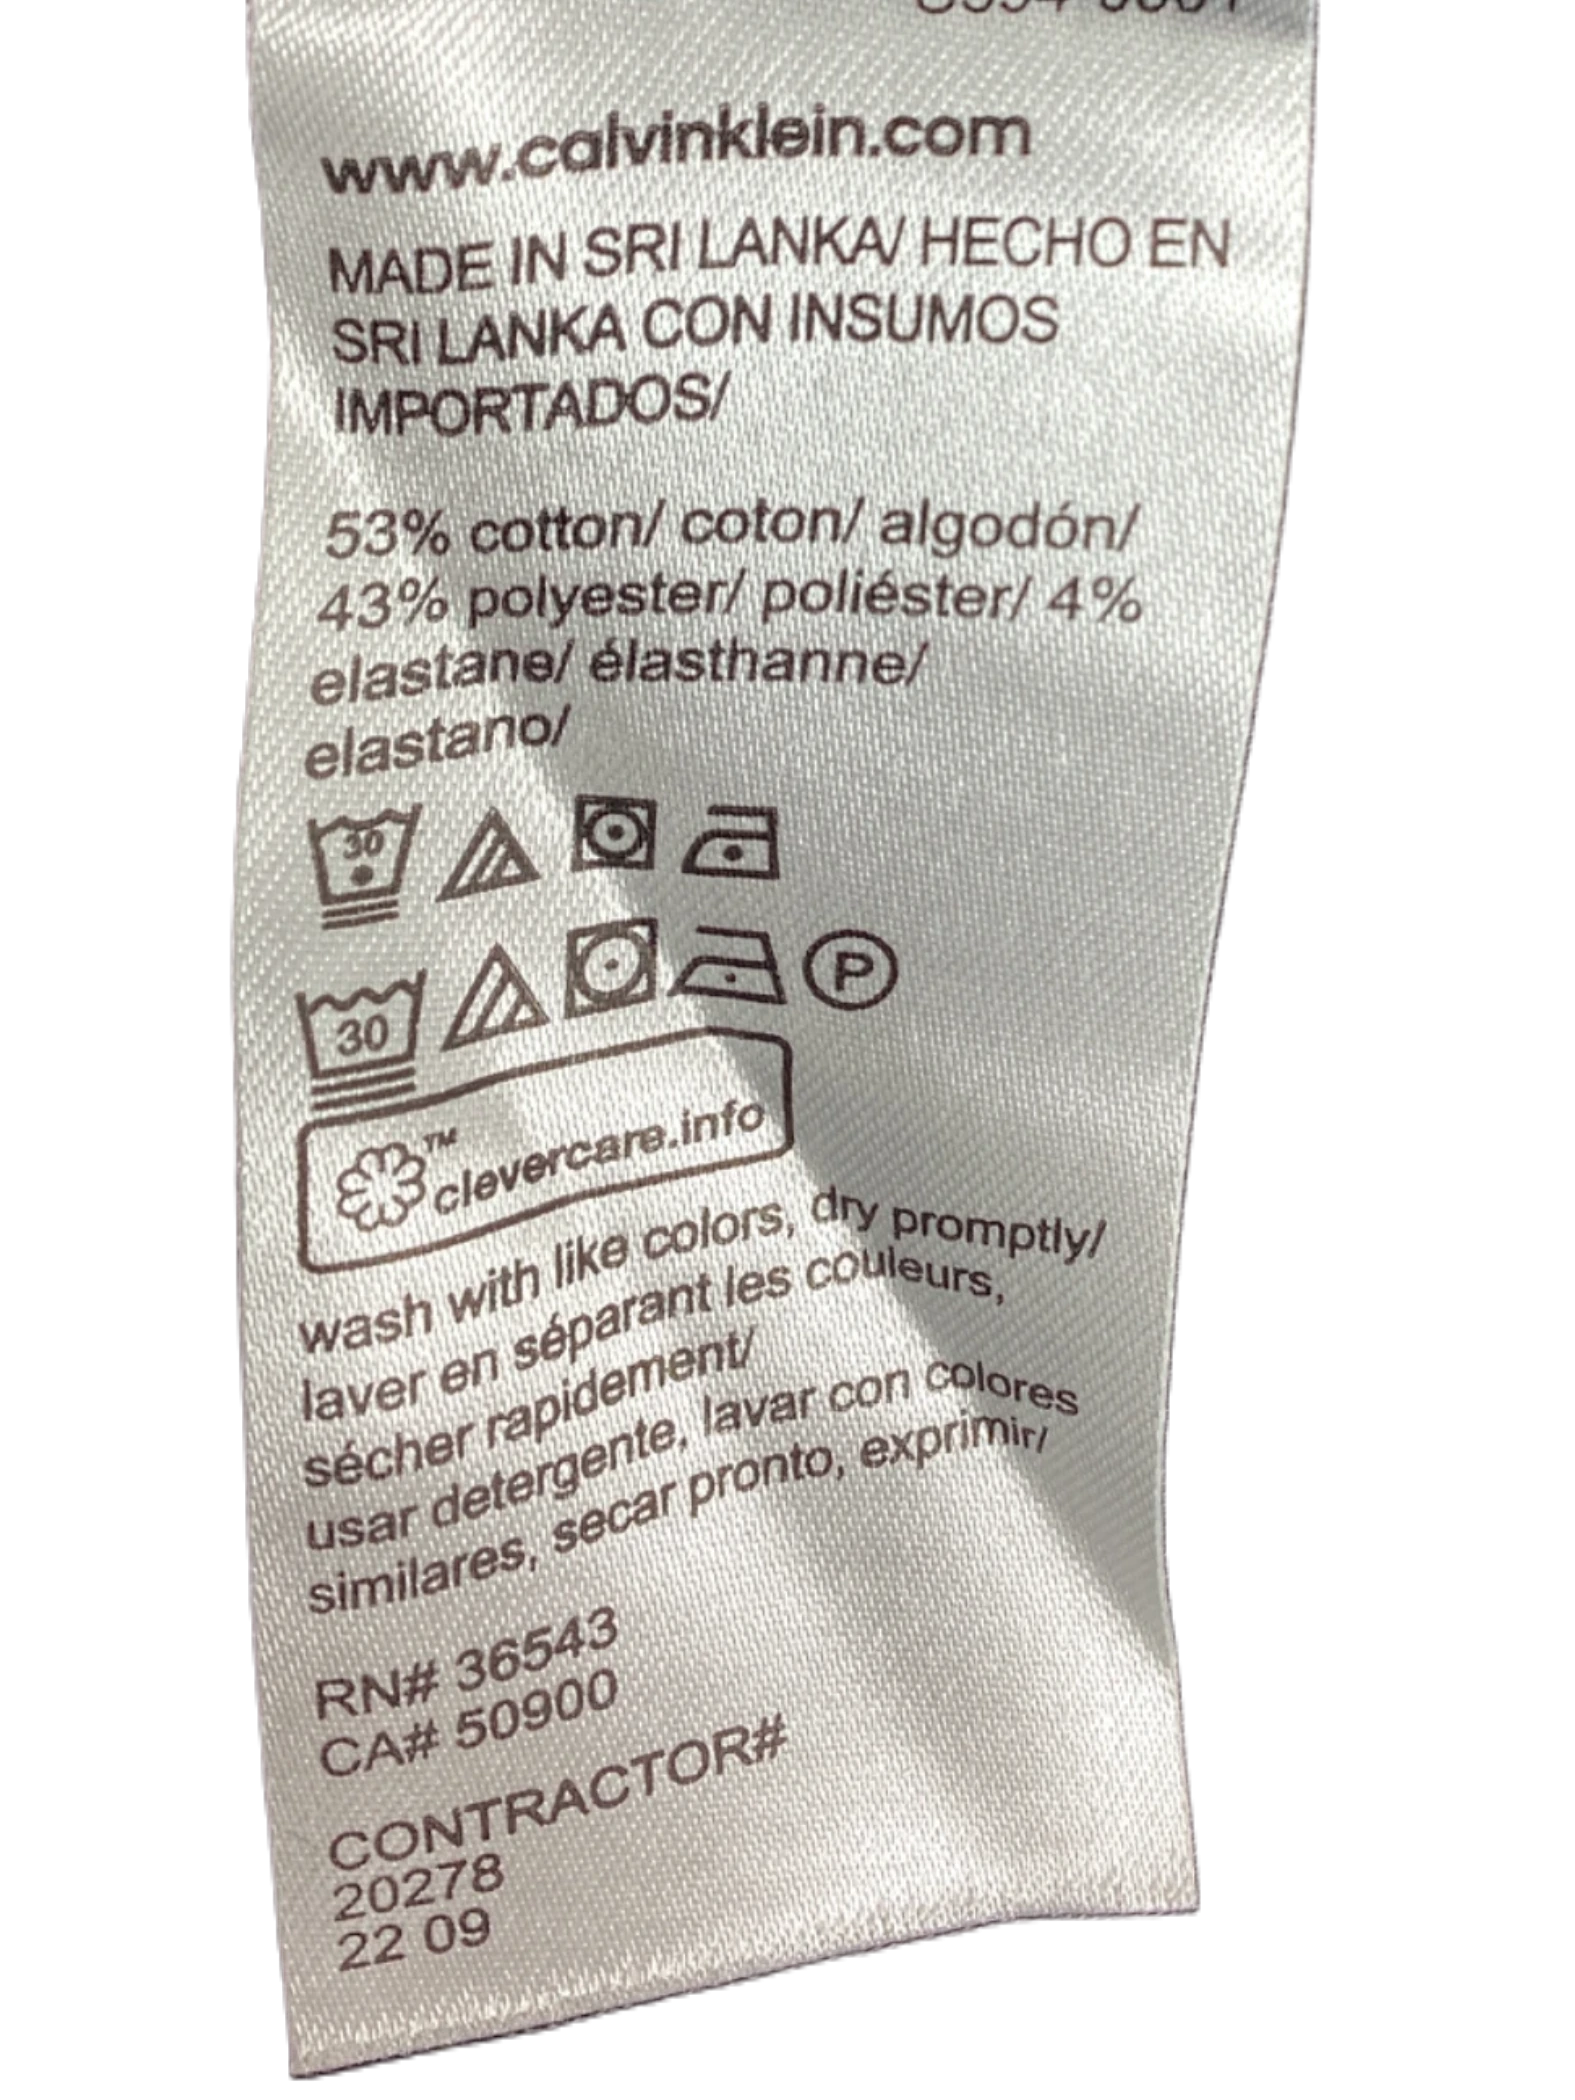 www.calvinklein.com
MADE IN SRI LANKA/ HECHO EN
SRI LANKA CON INSUMOS
IMPORTADOS/
53% cotton/ coton/ algodón/
43% polyester/ poliéster/ 4%
elastane/ élasthanne/
elastano/
30
30 P
™ clevercare.info
wash with like colors, dry promptly/
laver en séparant les couleurs,
sécher rapidement/
usar detergente, lavar con colores
similares, secar pronto, exprimir/
RN# 36543
CA# 50900
CONTRACTOR#
20278
22 09